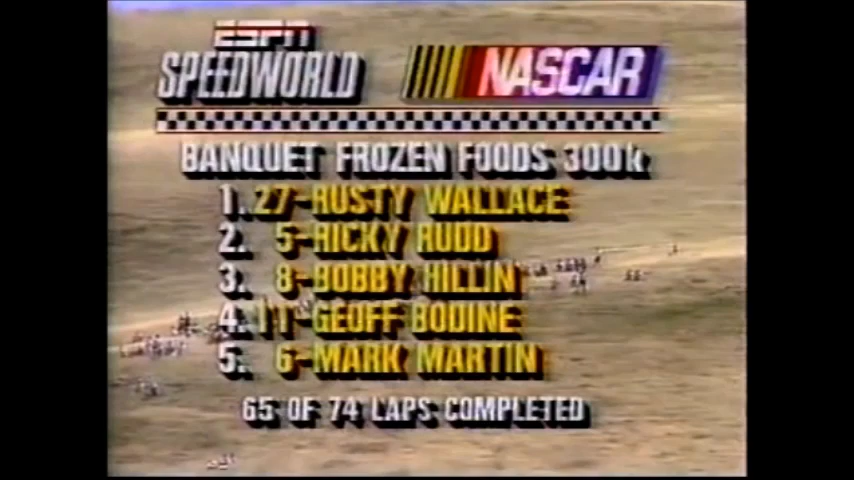 ESPN
SPEEDWORLD
NASCAR
BANQUET FROZEN FOODS 300k
1. 27-RUSTY WALLACE
2. 5-RICKY RUDD
3. 8-BOBBY HILLIN
4. 11-GEOFF BODINE
5. 6-MARK MARTIN
65 OF 74 LAPS COMPLETED